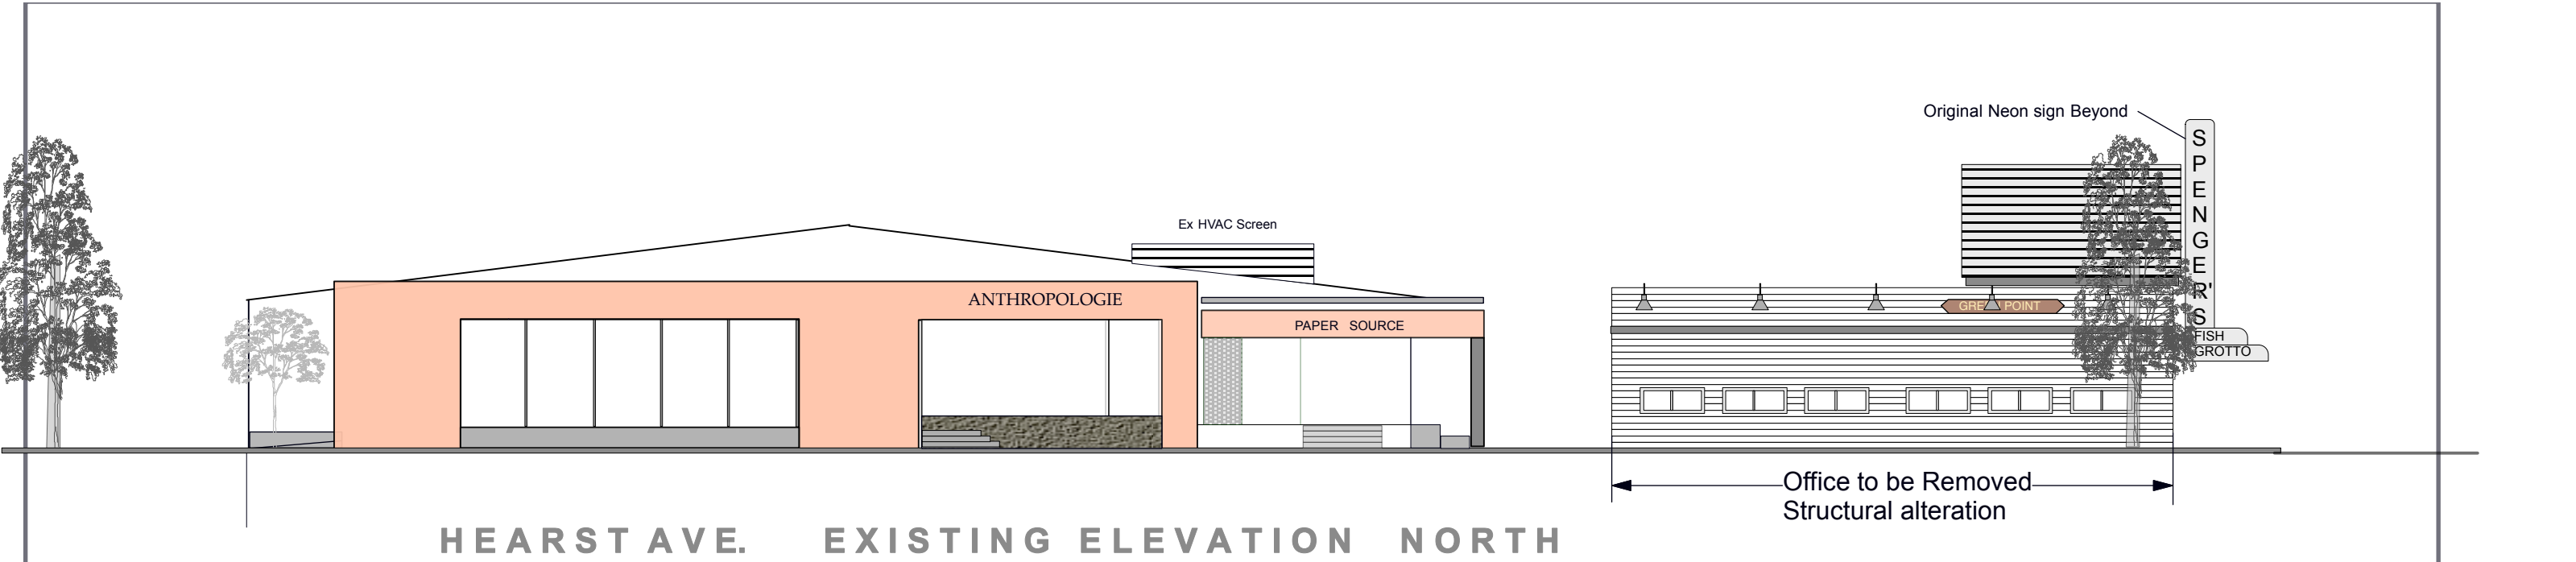 Original Neon sign Beyond
SPENGER'S
FISH
GROTTO
Ex HVAC Screen
ANTHROPOLOGIE
PAPER SOURCE
POINT
Office to be Removed
Structural alteration
HEARST AVE. EXISTING ELEVATION NORTH